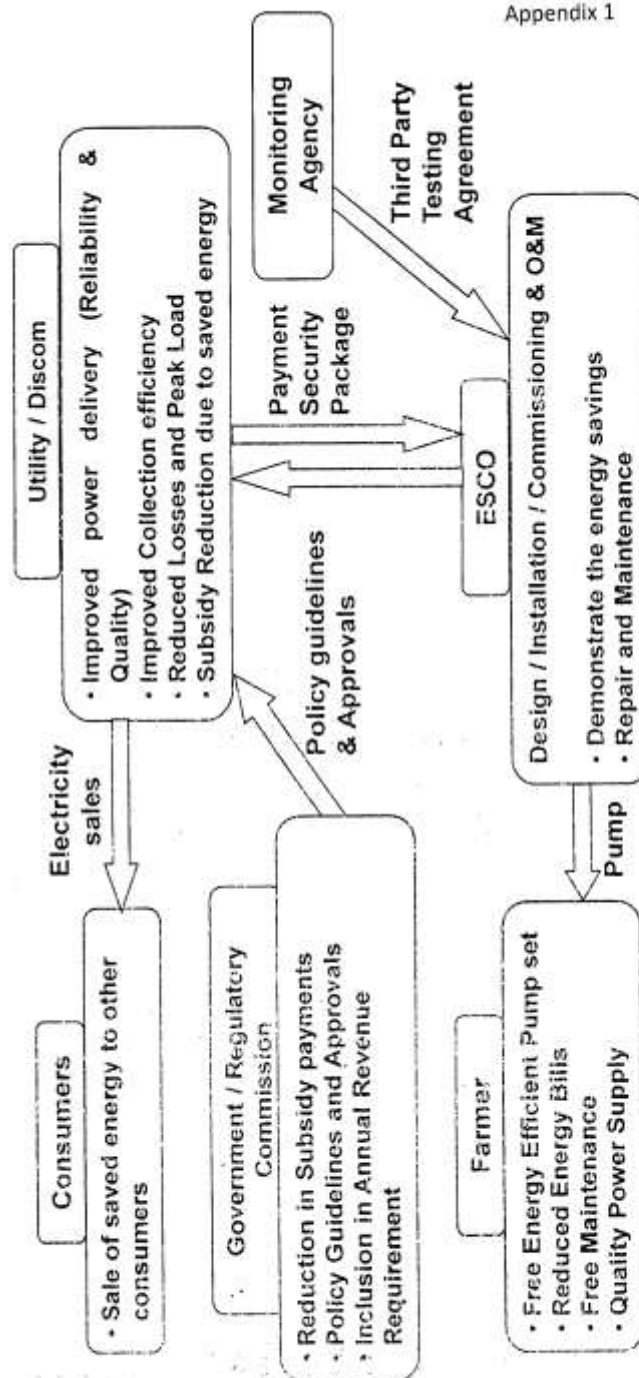 Appendix 1
Consumers
• Sale of saved energy to other
consumers
Electricity
sales
Utility / Discom
• Improved power delivery (Reliability &
Quality)
• Improved Collection efficiency
• Reduced Losses and Peak Load
• Subsidy Reduction due to saved energy
Government / Regulatory
Commission
• Reduction in Subsidy payments
• Policy Guidelines and Approvals
• Inclusion in Annual Revenue
Requirement
Policy guidelines
& Approvals
Payment
Security
Package
Monitoring
Agency
Third Party
Testing
Agreement
Farmer
• Free Energy Efficient Pump set
• Reduced Energy Bills
• Free Maintenance
• Quality Power Supply
Pump
ESCO
Design / Installation / Commissioning & O&M
• Demonstrate the energy savings
• Repair and Maintenance